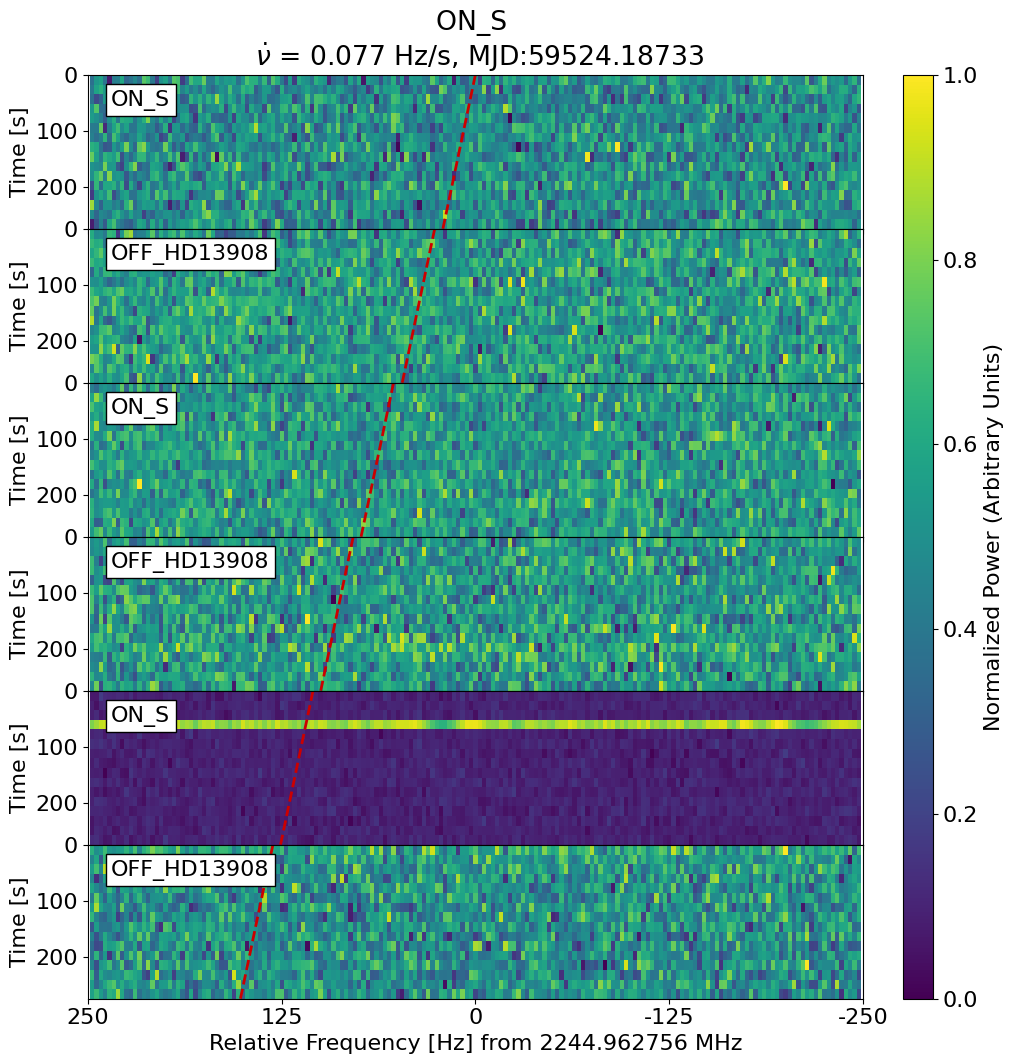 ON_S
ν̇ = 0.077 Hz/s, MJD:59524.18733
0
100
200
Time [s]
ON_S
0
100
200
Time [s]
OFF_HD13908
0
100
200
Time [s]
ON_S
0
100
200
Time [s]
OFF_HD13908
0
100
200
Time [s]
ON_S
0
100
200
Time [s]
OFF_HD13908
250 125 0 -125 -250
Relative Frequency [Hz] from 2244.962756 MHz
1.0
0.8
0.6
0.4
0.2
0.0
Normalized Power (Arbitrary Units)